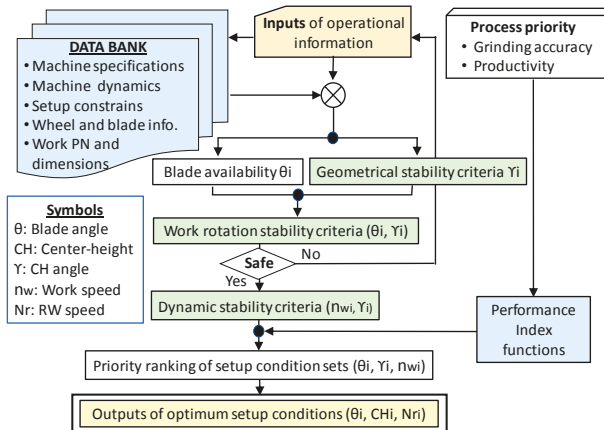 Inputs of operational
information
Process priority
• Grinding accuracy
• Productivity
DATA BANK
• Machine specifications
• Machine dynamics
• Setup constrains
• Wheel and blade info.
• Work PN and
dimensions
Blade availability θi
Geometrical stability criteria ϒi
Symbols
θ: Blade angle
CH: Center-height
ϒ: CH angle
nw: Work speed
Nr: RW speed
Work rotation stability criteria (θi, ϒi)
Safe
No
Yes
Dynamic stability criteria (nwi, ϒi)
Performance
Index
functions
Priority ranking of setup condition sets (θi, ϒi, nwi)
Outputs of optimum setup conditions (θi, CHi, Nri)